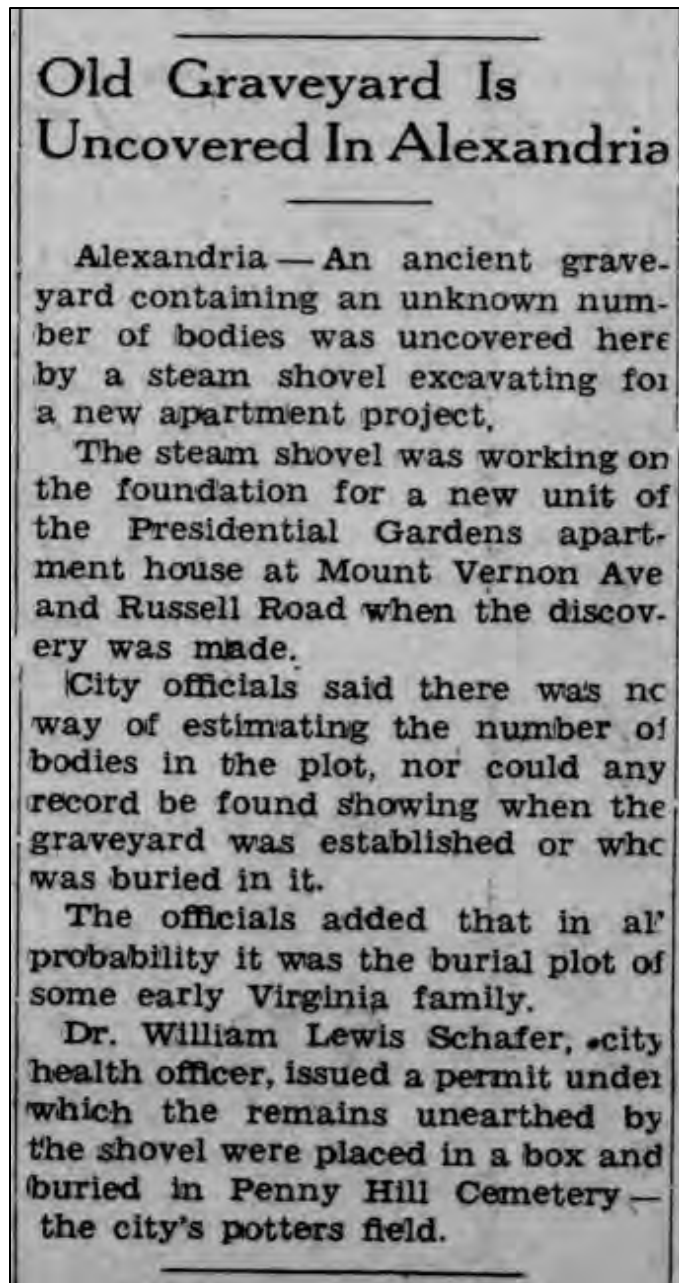 Old Graveyard Is
Uncovered In Alexandria
Alexandria — An ancient grave-
yard containing an unknown num-
ber of bodies was uncovered here
by a steam shovel excavating for
a new apartment project.
The steam shovel was working on
the foundation for a new unit of
the Presidential Gardens apart-
ment house at Mount Vernon Ave
and Russell Road when the discov-
ery was made.
City officials said there was no
way of estimating the number of
bodies in the plot, nor could any
record be found showing when the
graveyard was established or who
was buried in it.
The officials added that in all
probability it was the burial plot of
some early Virginia family.
Dr. William Lewis Schafer, city
health officer, issued a permit under
which the remains unearthed by
the shovel were placed in a box and
buried in Penny Hill Cemetery —
the city's potters field.